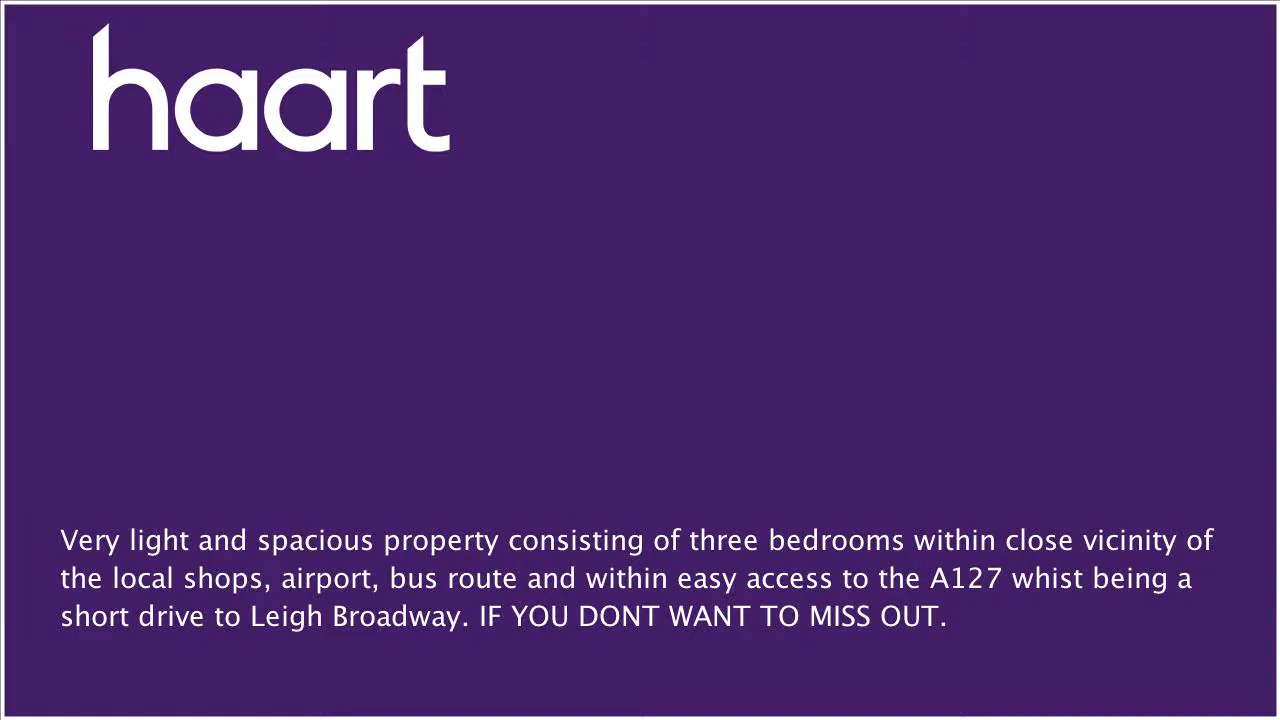 haart
Very light and spacious property consisting of three bedrooms within close vicinity of
the local shops, airport, bus route and within easy access to the A127 whist being a
short drive to Leigh Broadway. IF YOU DONT WANT TO MISS OUT.